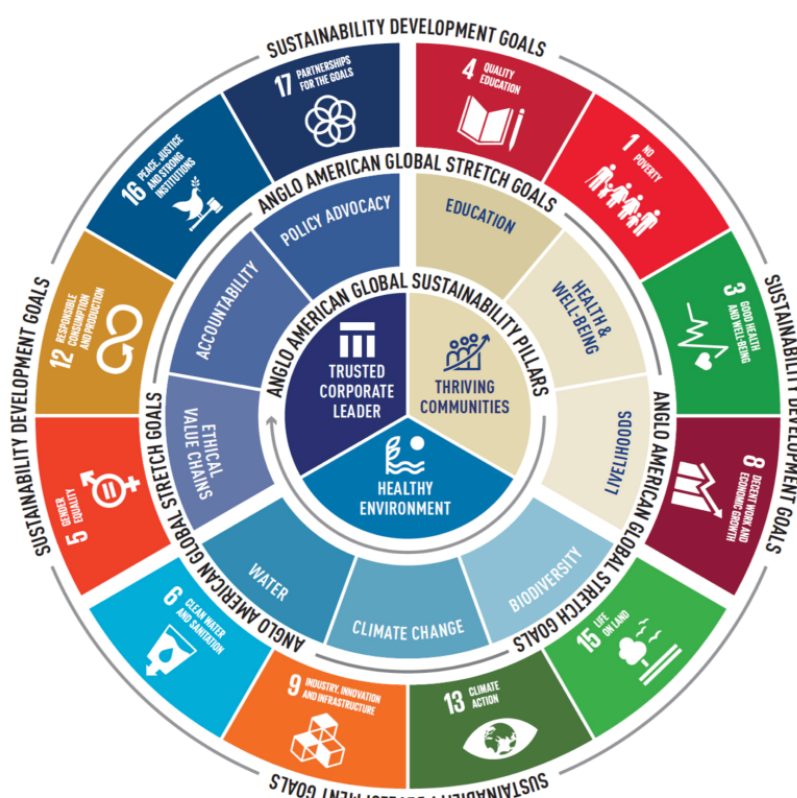 SUSTAINABILITY DEVELOPMENT GOALS
4 QUALITY
EDUCATION
1 NO
POVERTY
3 GOOD HEALTH
AND WELL-BEING
8 DECENT WORK AND
ECONOMIC GROWTH
15 LIFE
ON LAND
13 CLIMATE
ACTION
9 INDUSTRY, INNOVATION
AND INFRASTRUCTURE
6 CLEAN WATER
AND SANITATION
5 GENDER
EQUALITY
12 RESPONSIBLE
CONSUMPTION
AND PRODUCTION
16 PEACE, JUSTICE
AND STRONG
INSTITUTIONS
17 PARTNERSHIPS
FOR THE GOALS
SUSTAINABILITY DEVELOPMENT GOALS
SUSTAINABILITY DEVELOPMENT GOALS
ANGLO AMERICAN GLOBAL STRETCH GOALS
EDUCATION
HEALTH &
WELL-BEING
LIVELIHOODS
BIODIVERSITY
CLIMATE CHANGE
WATER
ETHICAL
VALUE CHAINS
ACCOUNTABILITY
POLICY ADVOCACY
ANGLO AMERICAN GLOBAL STRETCH GOALS
ANGLO AMERICAN GLOBAL STRETCH GOALS
ANGLO AMERICAN GLOBAL SUSTAINABILITY PILLARS
TRUSTED
CORPORATE
LEADER
THRIVING
COMMUNITIES
HEALTHY
ENVIRONMENT